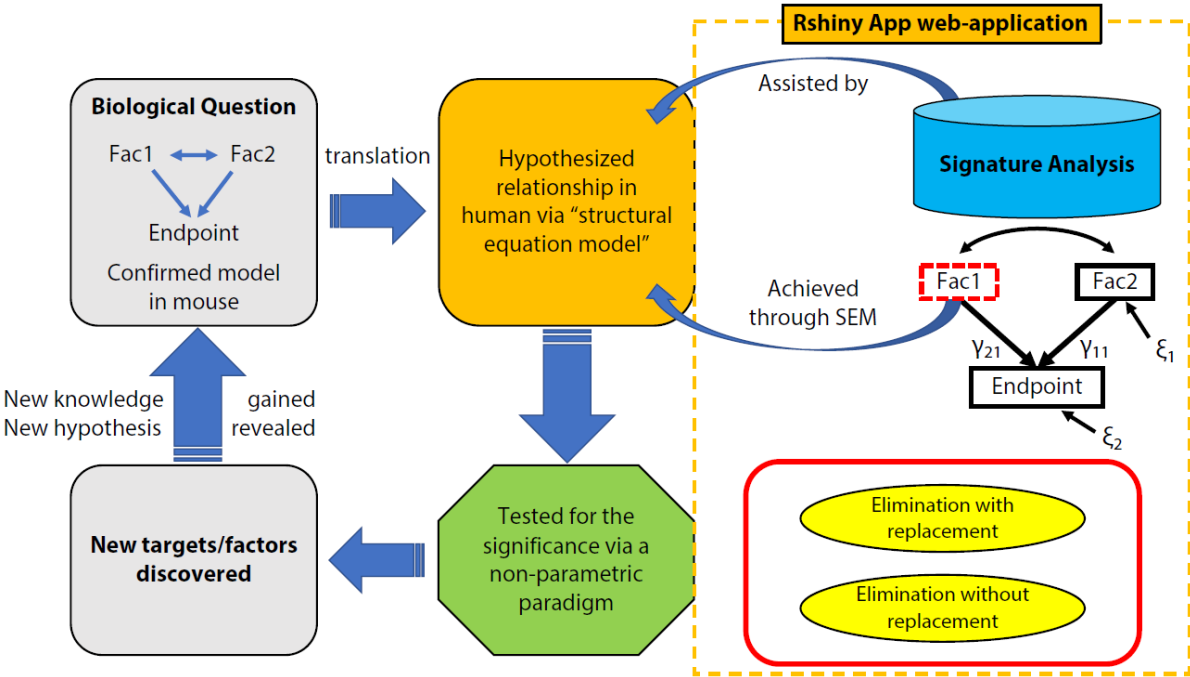 Rshiny App web-application
Biological Question
Fac1
Fac2
Endpoint
Confirmed model
in mouse
translation
Hypothesized
relationship in
human via “structural
equation model”
Assisted by
Signature Analysis
Achieved
through SEM
Fac1
Fac2
γ21
γ11
ξ1
Endpoint
ξ2
New knowledge gained
New hypothesis revealed
New targets/factors
discovered
Tested for the
significance via a
non-parametric
paradigm
Elimination with
replacement
Elimination without
replacement